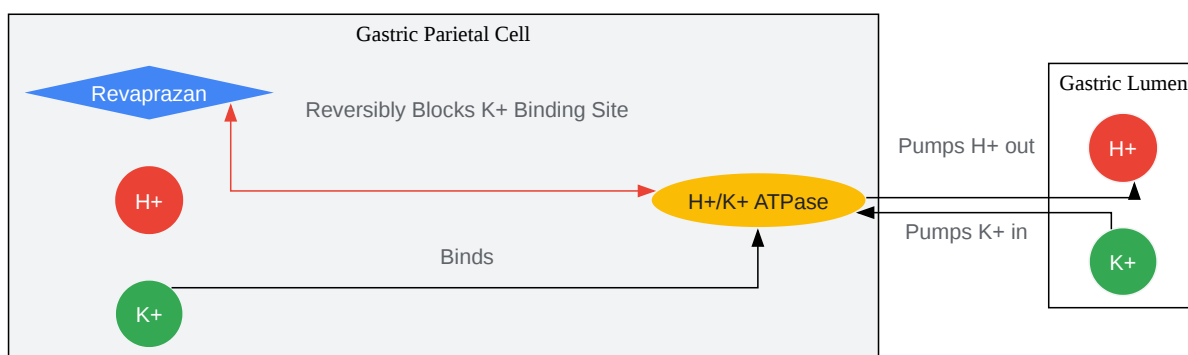 Gastric Parietal Cell
Revaprazan
Reversibly Blocks K+ Binding Site
Gastric Lumen
Pumps H+ out
H+
H+
H+/K+ ATPase
Pumps K+ in
Binds
K+
K+